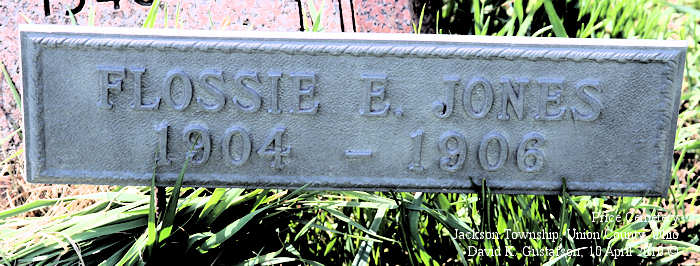 FLOSSIE E. JONES
1904 - 1906
Price Cemetery
Jackson Township, Union County, Ohio
David K. Gustafson, 10 April 2010 ©